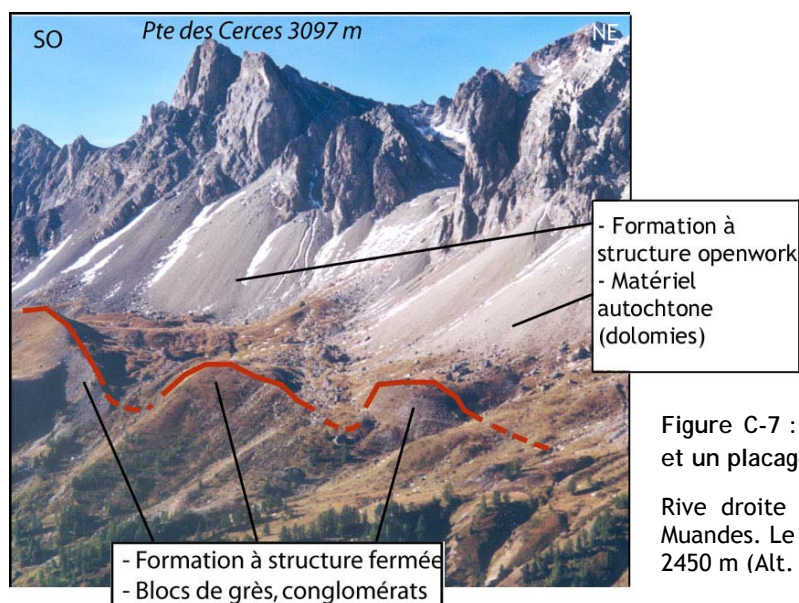 SO
Pte des Cerces 3097 m
NE
- Formation à
structure openwork
- Matériel
autochtone
(dolomies)
Figure C-7 :
et un placag
Rive droite
Muandes. Le
2450 m (Alt.
- Formation à structure fermée
- Blocs de grès, conglomérats